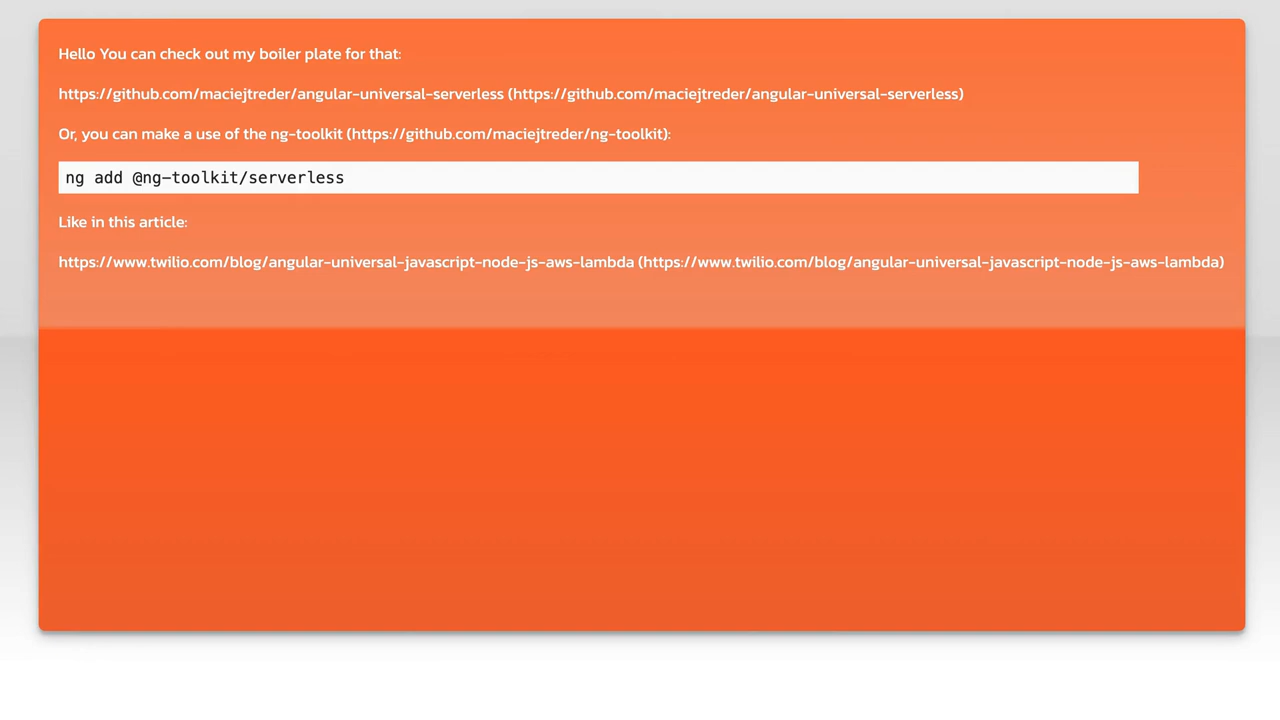 Hello You can check out my boiler plate for that:
https://github.com/maciejtreder/angular-universal-serverless (https://github.com/maciejtreder/angular-universal-serverless)
Or, you can make a use of the ng-toolkit (https://github.com/maciejtreder/ng-toolkit):
ng add @ng-toolkit/serverless
Like in this article:
https://www.twilio.com/blog/angular-universal-javascript-node-js-aws-lambda (https://www.twilio.com/blog/angular-universal-javascript-node-js-aws-lambda)